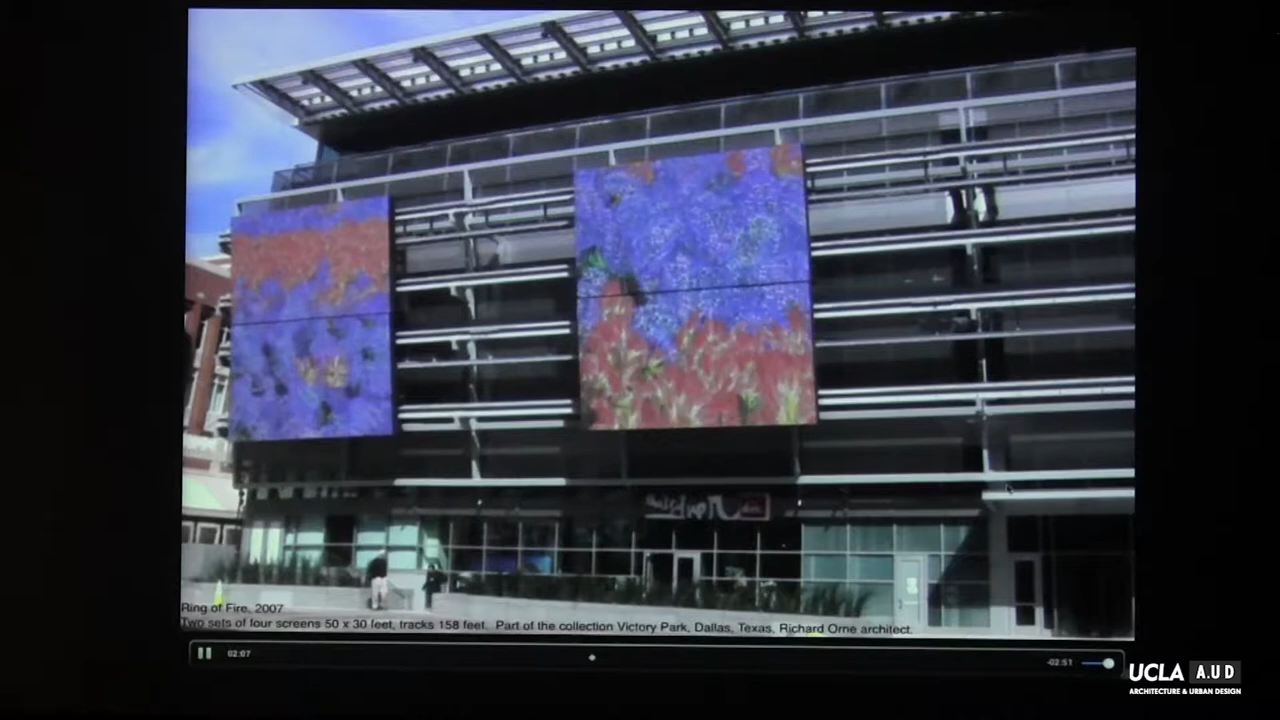 Ring of Fire, 2007
Two sets of four screens 50 x 30 feet, tracks 158 feet. Part of the collection Victory Park, Dallas, Texas, Richard Orne architect.
02:07
-02:51
UCLA A.UD
ARCHITECTURE & URBAN DESIGN